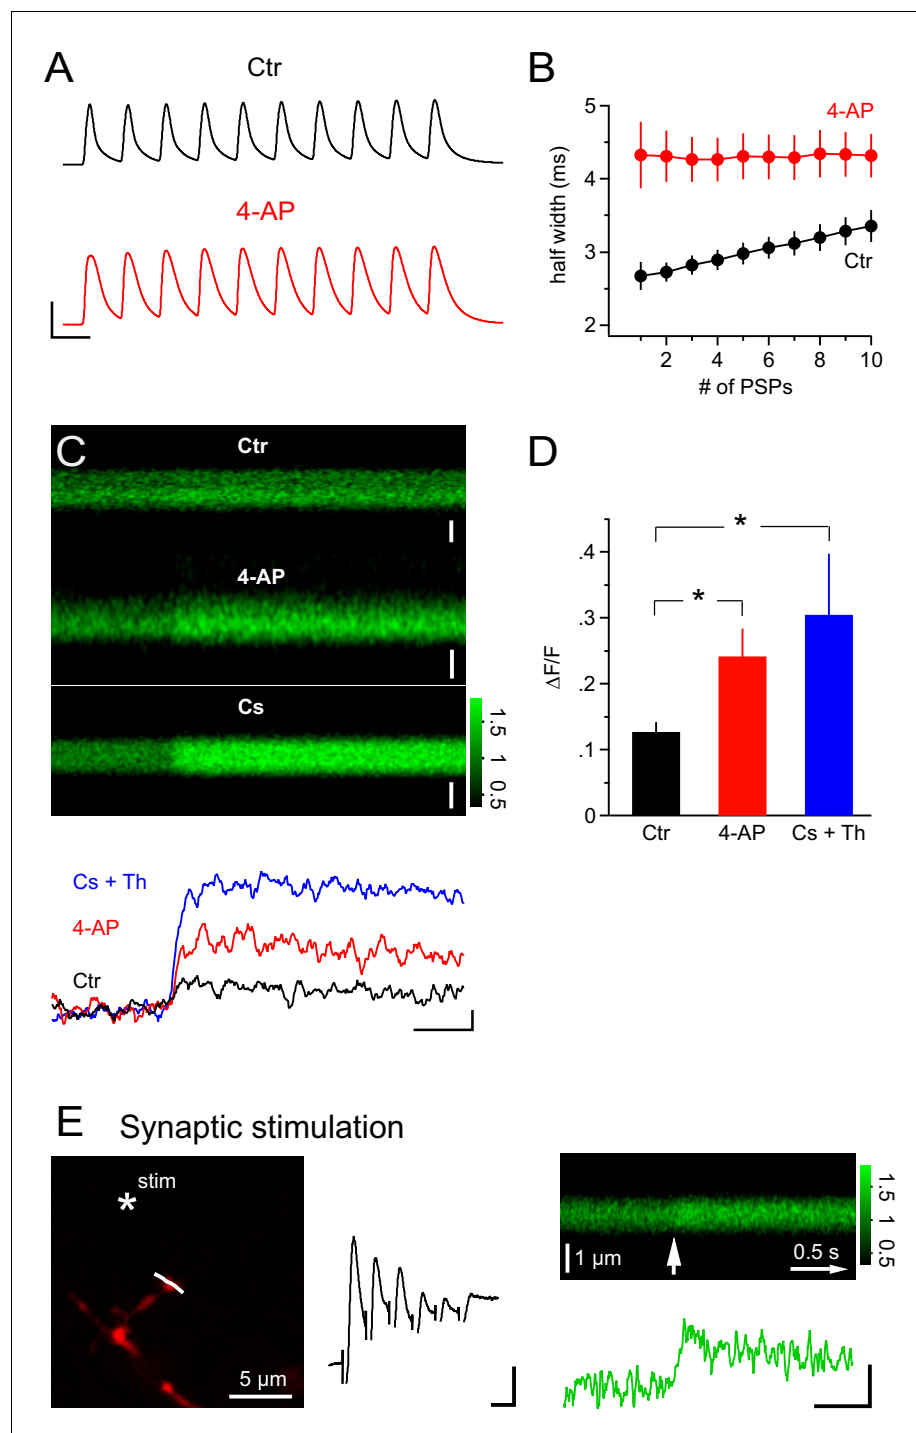 A
Ctr
4-AP
B
5
4
3
2
half width (ms)
4-AP
Ctr
2 4 6 8 10
# of PSPs
C
Ctr
4-AP
Cs
1.5
1
0.5
Cs + Th
4-AP
Ctr
D
.4
.3
.2
.1
0
ΔF/F
* 
*
Ctr 4-AP Cs + Th
E Synaptic stimulation
* stim
5 µm
1 µm
0.5 s
1.5
1
0.5